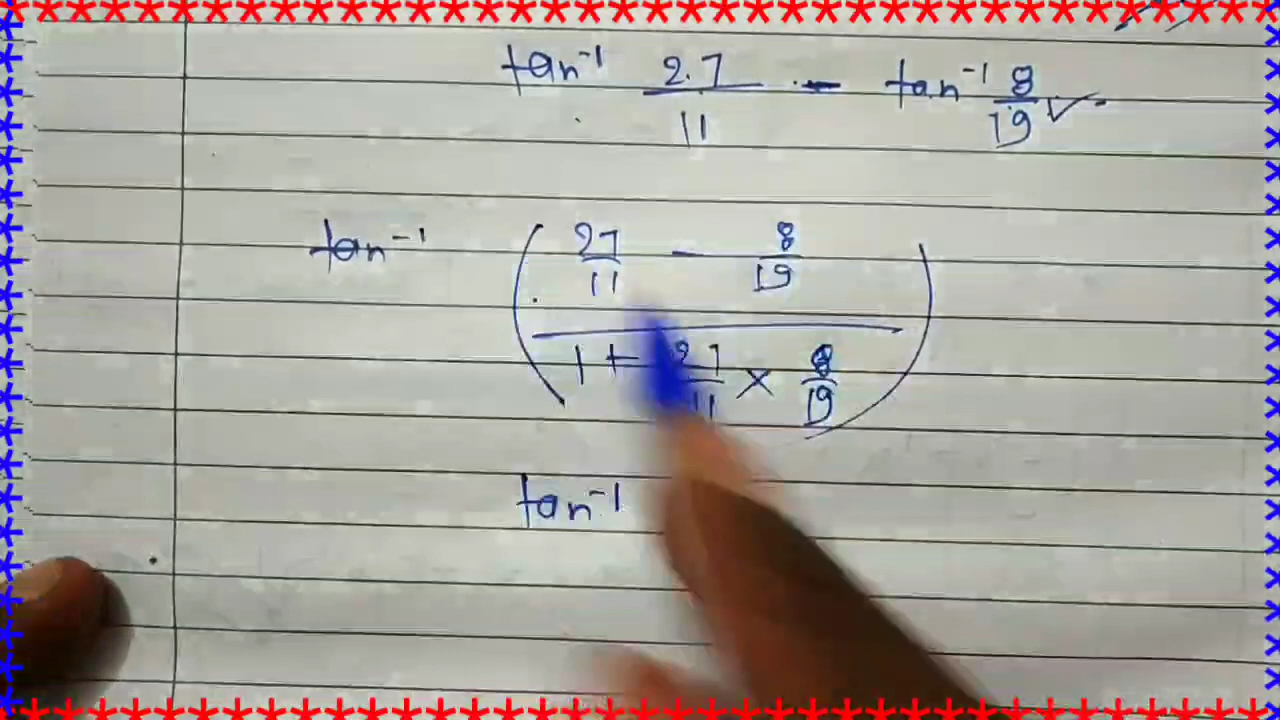 tan⁻¹ 27/11 - tan⁻¹ 8/19 ✓
tan⁻¹ ( (27/11 - 8/19) / (1 + 27/11 × 8/19) )
tan⁻¹